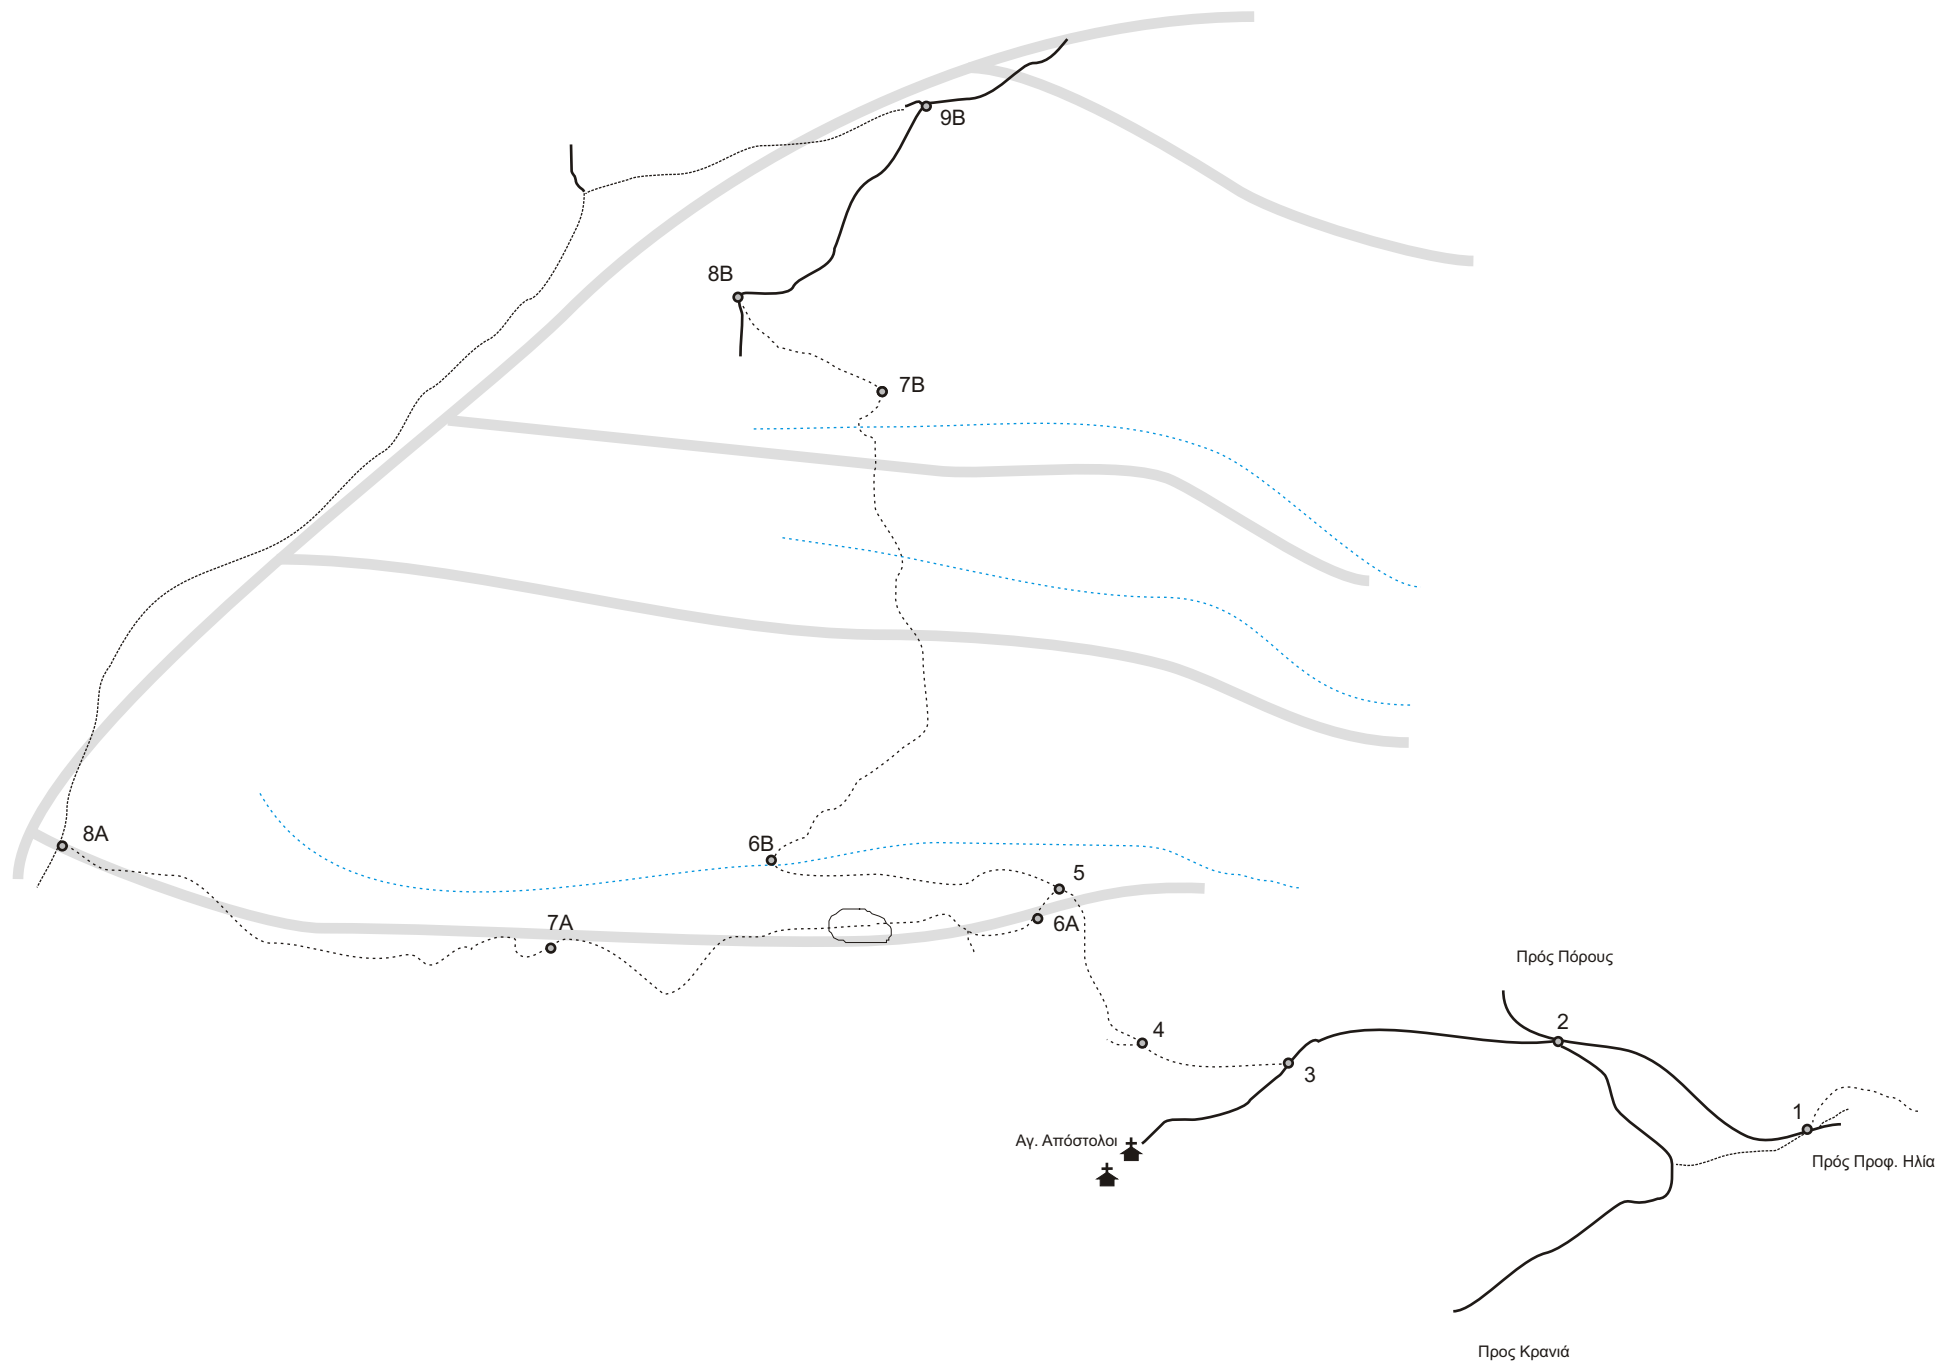 9B
8B
7B
8A
6B
5
7A
6A
Πρός Πόρους
2
4
3
1
Αγ. Απόστολοι
Πρός Προφ. Ηλία
Προς Κρανιά